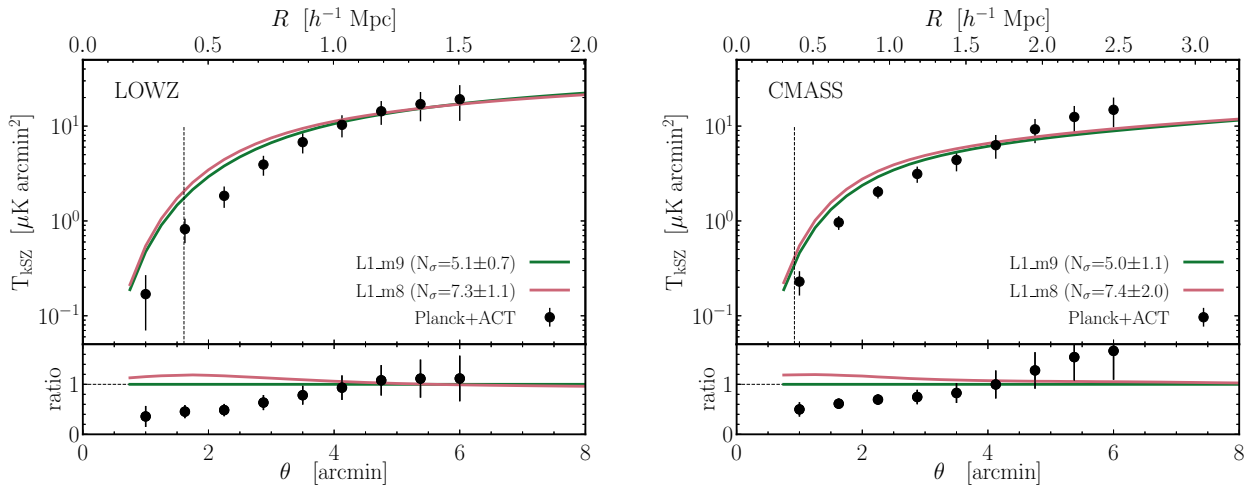 R [h⁻¹ Mpc]
0.0 0.5 1.0 1.5 2.0
LOWZ
T_kSZ [μK arcmin²]
10¹
10⁰
10⁻¹
L1_m9 (N_σ=5.1±0.7)
L1_m8 (N_σ=7.3±1.1)
Planck+ACT
ratio
1
0
0 2 4 6 8
θ [arcmin]
R [h⁻¹ Mpc]
0.0 0.5 1.0 1.5 2.0 2.5 3.0
CMASS
T_kSZ [μK arcmin²]
10¹
10⁰
10⁻¹
L1_m9 (N_σ=5.0±1.1)
L1_m8 (N_σ=7.4±2.0)
Planck+ACT
ratio
1
0
0 2 4 6 8
θ [arcmin]